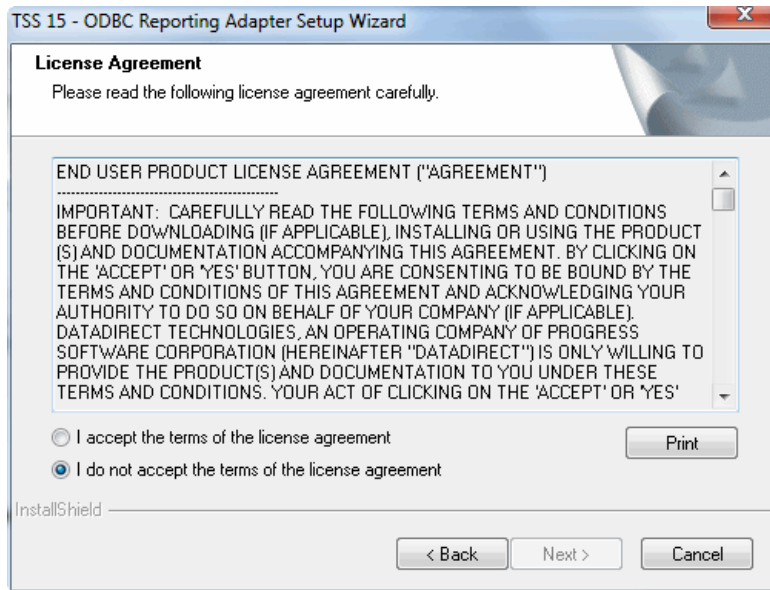 TSS 15 - ODBC Reporting Adapter Setup Wizard
License Agreement
Please read the following license agreement carefully.
END USER PRODUCT LICENSE AGREEMENT ("AGREEMENT")
------------------------------------------------
IMPORTANT:  CAREFULLY READ THE FOLLOWING TERMS AND CONDITIONS
BEFORE DOWNLOADING (IF APPLICABLE), INSTALLING OR USING THE PRODUCT
(S) AND DOCUMENTATION ACCOMPANYING THIS AGREEMENT. BY CLICKING ON
THE 'ACCEPT' OR 'YES' BUTTON, YOU ARE CONSENTING TO BE BOUND BY THE
TERMS AND CONDITIONS OF THIS AGREEMENT AND ACKNOWLEDGING YOUR
AUTHORITY TO DO SO ON BEHALF OF YOUR COMPANY (IF APPLICABLE).
DATADIRECT TECHNOLOGIES, AN OPERATING COMPANY OF PROGRESS
SOFTWARE CORPORATION (HEREINAFTER "DATADIRECT") IS ONLY WILLING TO
PROVIDE THE PRODUCT(S) AND DOCUMENTATION TO YOU UNDER THESE
TERMS AND CONDITIONS. YOUR ACT OF CLICKING ON THE 'ACCEPT' OR 'YES'
I accept the terms of the license agreement
Print
I do not accept the terms of the license agreement
InstallShield
< Back
Next >
Cancel